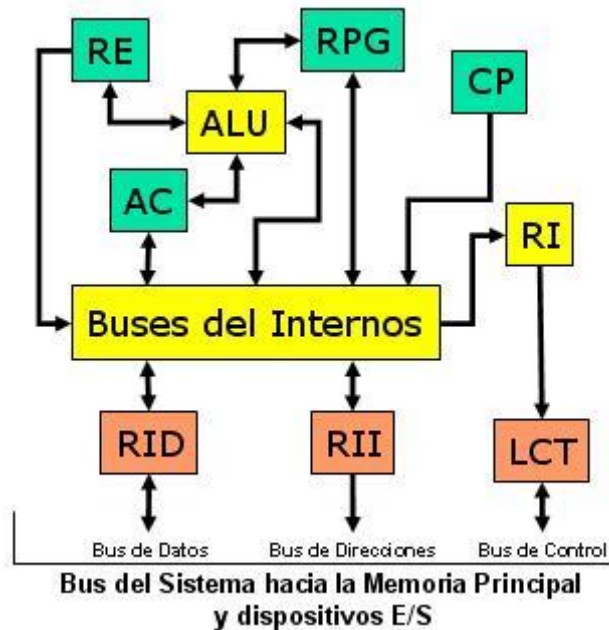 RE
RPG
CP
ALU
AC
RI
Buses del Internos
RID
RII
LCT
Bus de Datos
Bus de Direcciones
Bus de Control
Bus del Sistema hacia la Memoria Principal
y dispositivos E/S